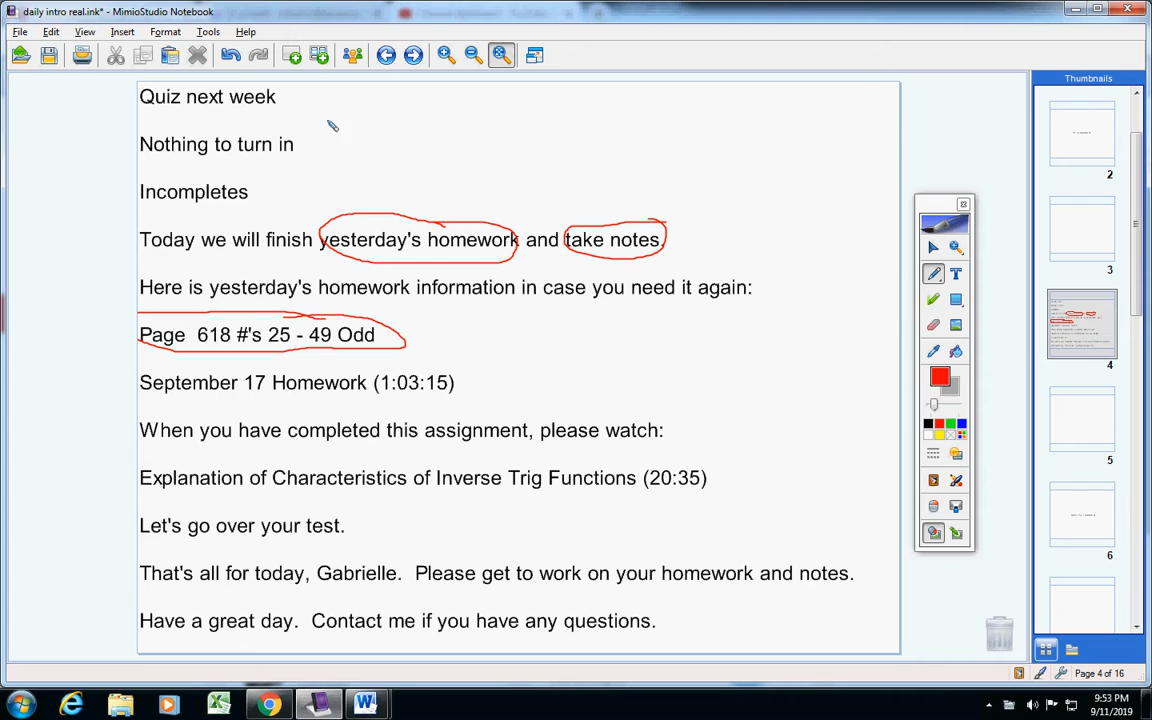 daily intro real.ink* - MimioStudio Notebook
File Edit View Insert Format Tools Help
Quiz next week
Nothing to turn in
Incompletes
Today we will finish yesterday's homework and take notes.
Here is yesterday's homework information in case you need it again:
Page 618 #'s 25 - 49 Odd
September 17 Homework (1:03:15)
When you have completed this assignment, please watch:
Explanation of Characteristics of Inverse Trig Functions (20:35)
Let's go over your test.
That's all for today, Gabrielle. Please get to work on your homework and notes.
Have a great day. Contact me if you have any questions.
Thumbnails
2
3
4
5
6
Page 4 of 16
9:53 PM
9/11/2019